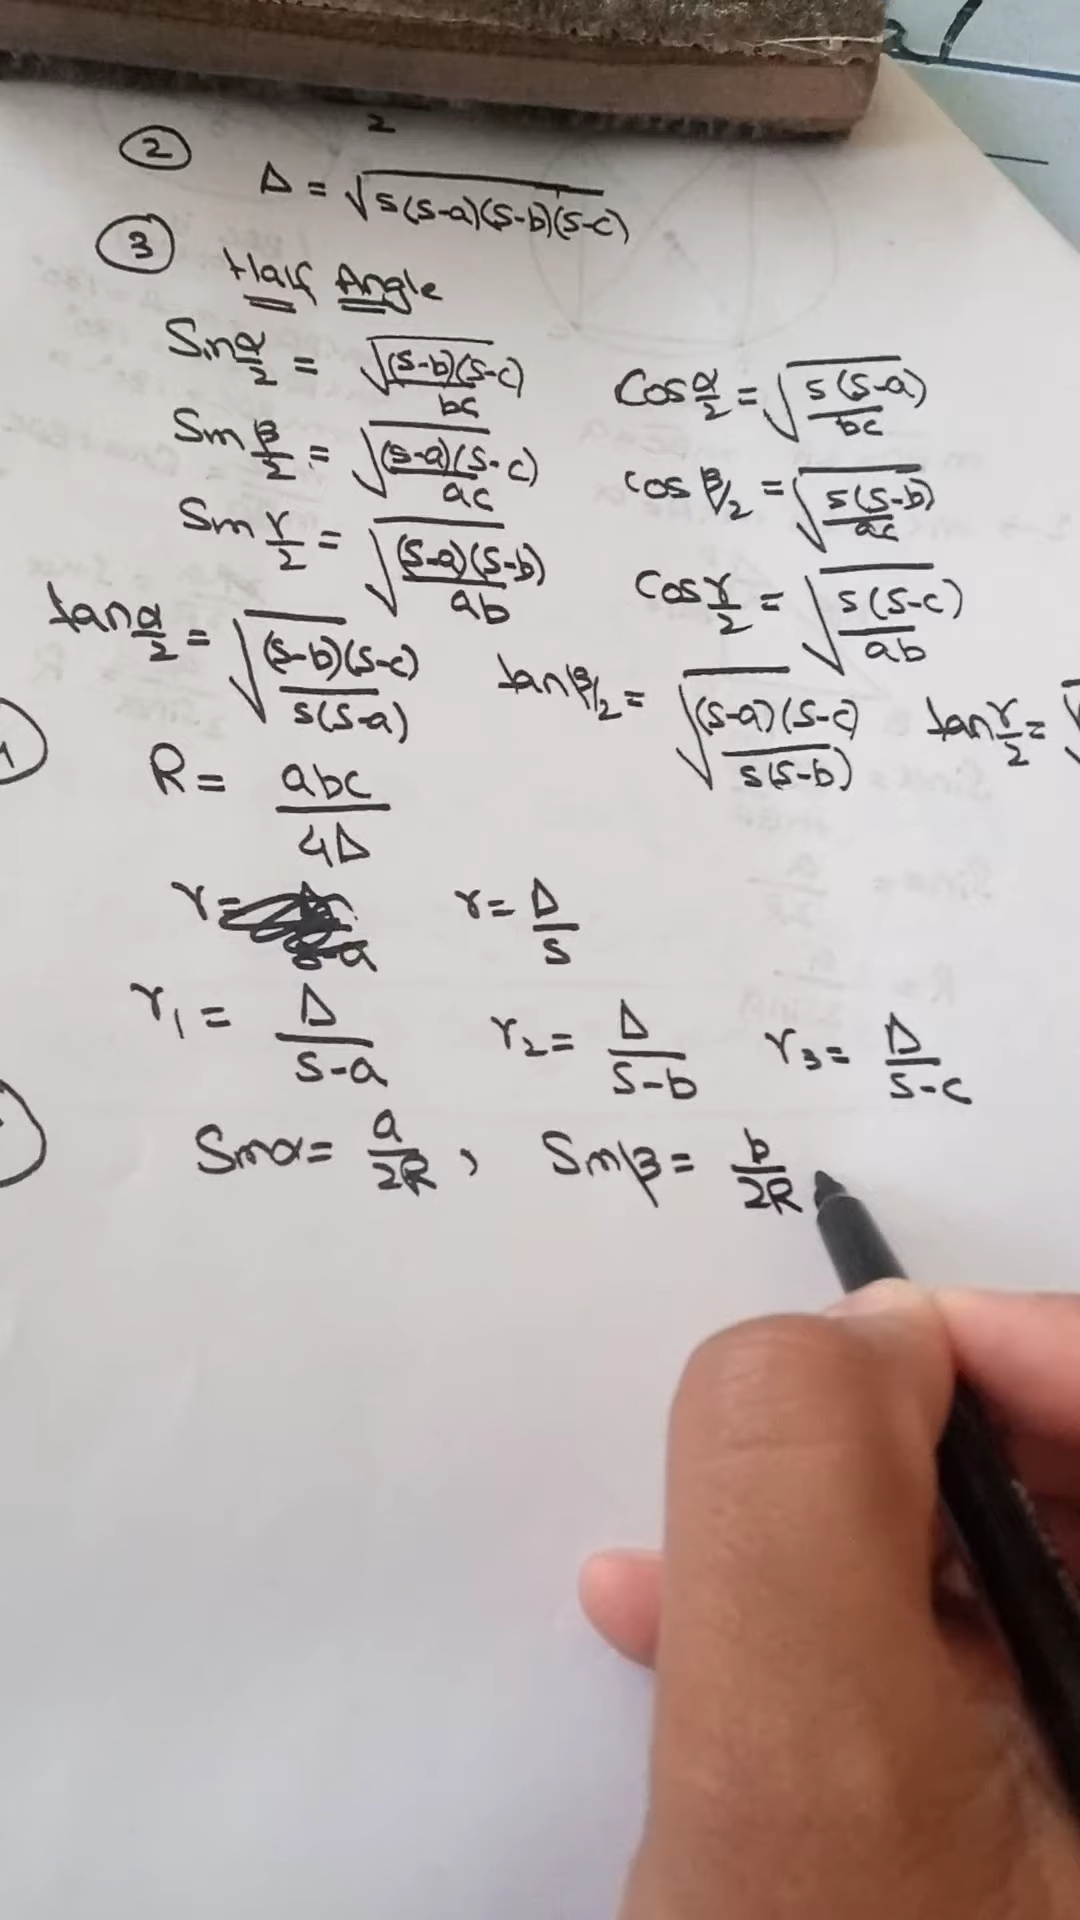 2
② Δ = √s(s-a)(s-b)(s-c)
③ Half Angle
Sin α/2 = √(s-b)(s-c)/bc Cos α/2 = √s(s-a)/bc
Sin β/2 = √(s-a)(s-c)/ac cos β/2 = √s(s-b)/ac
Sin γ/2 = √(s-a)(s-b)/ab Cos γ/2 = √s(s-c)/ab
tan α/2 = √(s-b)(s-c)/s(s-a) tan β/2 = √(s-a)(s-c)/s(s-b) tan γ/2 = √
R = abc/4Δ
r = r = Δ/s
r₁ = Δ/s-a r₂ = Δ/s-b r₃ = Δ/s-c
Sin α = a/2R , Sin β = b/2R